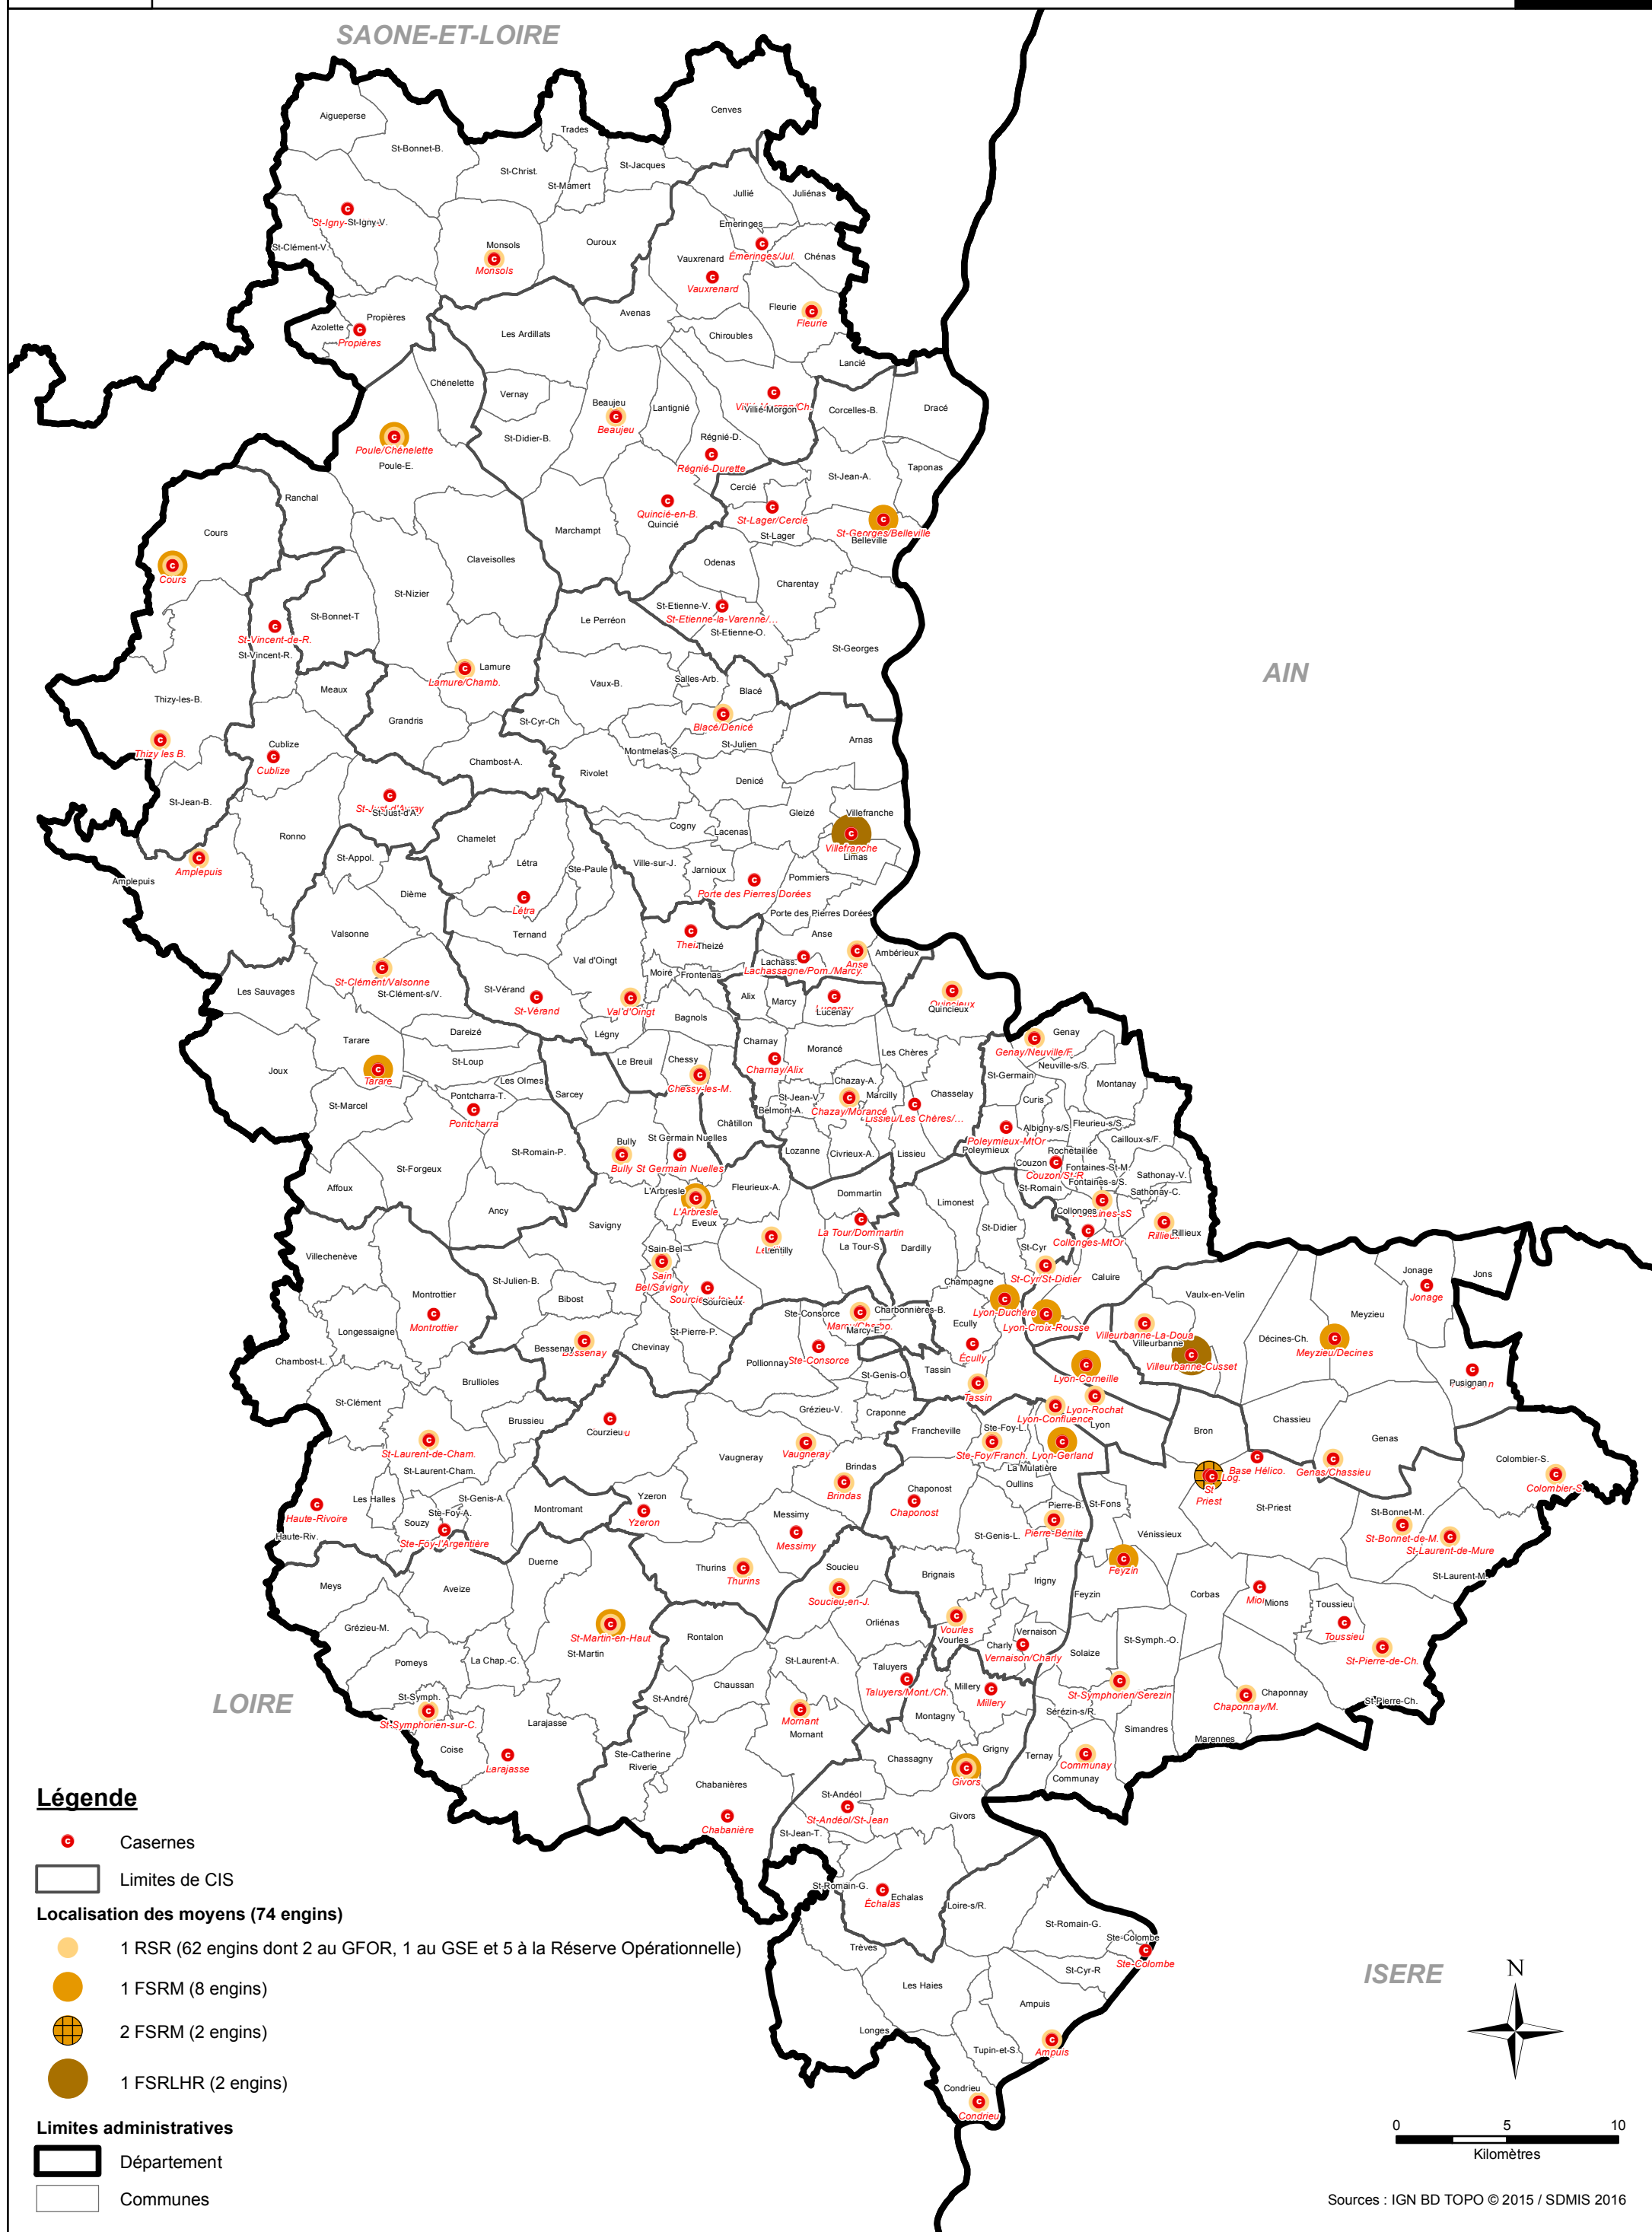 SAONE-ET-LOIRE
Cenves
Aigueperse
Trades
St-Bonnet-B.
St-Jacques
St-Christ.
St-Mamert
Jullié
Juliénas
St-Igny-V.
Emeringes
St-Clément-V.
Monsols
Ouroux
Émeringes/Jul.
Chénas
Vauxrenard
Monsols
Vauxrenard
Fleurie
Avenas
Propières
Azolette
Fleurie
Propières
Les Ardillats
Chiroubles
Lancié
Chénelette
Vernay
Beaujeu
Lantignié
Villié-Morgon
Corcelles-B.
Dracé
Beaujeu
Poule/Chénelette
St-Didier-B.
Régnié-D.
Poule-E.
Régnié-Durette
Taponas
St-Jean-A.
Cercié
Ranchal
Quincié-en-B.
Quincié
St-Lager/Cercié
Cours
Marchampt
St-Lager
St-Georges/Belleville
Belleville
Claveisolles
Odenas
Cours
Charentay
St-Nizier
St-Etienne-V.
St-Bonnet-T
Le Perréon
St-Etienne-la-Varenne/...
St-Etienne-O.
St-Vincent-de-R.
St-Vincent-R.
St-Georges
AIN
Lamure
Lamure/Chamb.
Salles-Arb.
Vaux-B.
Meaux
Blacé
Thizy-les-B.
Grandris
St-Cyr-Ch
Blacé/Denicé
Thizy les B.
Cublize
Arnas
St-Julien
Montmelas-S.
Cublize
Chambost-A.
Rivolet
Denicé
St-Jean-B.
St-Just-d'A.
Gleizé
Villefranche
Ronno
Chamelet
Cogny
Lacenas
Villefranche
Limas
St-Appol.
Létra
Ville-sur-J.
Ste-Paule
Jarnioux
Amplepuis
Amplepuis
Pommiers
Dième
Porte des Pierres Dorées
Létra
Porte des Pierres Dorées
Valsonne
Ternand
Theizé
Anse
Ambérieux
Val d'Oingt
Lachass.
Anse
St-Clément/Valsonne
Moiré
Frontenas
Lachassagne/Pom./Marcy
Les Sauvages
St-Vérand
St-Clément-s/V.
Alix
Marcy
St-Vérand
Val d'Oingt
Lucenay
Quincieux
Bagnols
Tarare
Dareizé
Légny
Charnay
Morancé
Les Chères
Genay
Genay/Neuville/F.
Joux
St-Loup
Le Breuil
Chessy
Charnay/Alix
Neuville-s/S.
Tarare
Les Olmes
Chessy-les-M.
Chazay-A.
St-Germain
Montanay
Pontcharra-T.
Sarcey
St-Jean-V.
Marcilly
Chasselay
Curis
St-Marcel
Belmont-A.
Chazay/Morancé
Lissieu/Les Chères/...
Pontcharra
Châtillon
Albigny-s/S.
Fleurieu-s/S.
Bully
St Germain Nuelles
Poleymieux-MtOr
Poleymieux
Cailloux-s/F.
St-Romain-P.
Lozanne
Civrieux-A.
Lissieu
Rochetaillée
St-Forgeux
Bully
St Germain Nuelles
Couzon
Fontaines-St-M.
Couzon/St-R
Sathonay-V.
Affoux
Fleurieux-A.
Fontaines-s/S.
L'Arbresle
Dommartin
St-Romain
Sathonay-C.
Ancy
L'Arbresle
Limonest
Collonges
Eveux
La Tour/Dommartin
St-Didier
Collonges-MtOr
Rillieux
Savigny
Villechenève
Sain-Bel
Lentilly
La Tour-S.
Dardilly
St-Cyr
Sain
Bel/Savigny
St-Cyr/St-Didier
Caluire
St-Julien-B.
Champagne
Jonage
Jons
Montrottier
Bibost
Sourcieux
Ste-Consorce
Charbonnières-B.
Lyon-Duchère
Vaulx-en-Velin
Jonage
Montrottier
Marcy-E.
Ecully
Lyon-Croix-Rousse
Meyzieu
Longessaigne
St-Pierre-P.
Villeurbanne-La-Doua
Décines-Ch.
Bessenay
Chevinay
Villeurbanne
Meyzieu/Decines
Chambost-L.
Pollionnay
Ste-Consorce
Écully
Villeurbanne-Cusset
Tassin
Lyon-Corneille
Brullioles
St-Genis-O.
Pusignan
St-Clément
Tassin
Grézieu-V.
Craponne
Lyon-Rochat
Brussieu
Lyon-Confluence
Chassieu
Courzieu
Francheville
Ste-Foy-L.
Lyon
Bron
Genas
St-Laurent-de-Cham.
Vaugneray
Vaugneray
Ste-Foy/Franch.
Lyon-Gerland
Colombier-S.
St-Laurent-Cham.
Brindas
La Mulatière
Base Hélico.
Genas/Chassieu
Brindas
Oullins
Log.
Colombier-S.
Les Halles
St-Genis-A.
Yzeron
Chaponost
St
Priest
Haute-Rivoire
Ste-Foy-A.
Montromant
Chaponost
Pierre-B.
St-Fons
St-Priest
St-Bonnet-M.
Souzy
Yzeron
Messimy
Pierre-Bénite
Haute-Riv.
Ste-Foy-l'Argentière
Messimy
St-Genis-L.
Vénissieux
St-Bonnet-de-M.
St-Laurent-de-Mure
Duerne
Thurins
Soucieu
Feyzin
Thurins
Brignais
Irigny
St-Laurent-M.
Meys
Aveize
Soucieu-en-J.
Feyzin
Corbas
Mions
Toussieu
Grézieu-M.
Orliénas
Vourles
Vernaison
Toussieu
St-Martin-en-Haut
Rontalon
Vourles
Charly
St-Symph.-O.
St-Martin
Vernaison/Charly
Solaize
St-Pierre-de-Ch.
Pomeys
La Chap.-C.
St-Laurent-A.
Taluyers
Chaussan
Taluyers/Mont./Ch.
Millery
St-Symphorien/Serezin
Chaponnay
LOIRE
St-Symph.
St-André
Millery
Chaponnay/M.
St-Pierre-Ch.
St-Symphorien-sur-C.
Larajasse
Mornant
Montagny
Sérézin-s/R.
Mornant
Simandres
Coise
Grigny
Marennes
Ste-Catherine
Chassagny
Ternay
Larajasse
Riverie
Communay
Givors
Communay
Chabanières
St-Andéol
Givors
St-Andéol/St-Jean
Chabanière
St-Jean-T.
St-Romain-G.
Echalas
Échalas
Loire-s/R.
St-Romain-G.
Ste-Colombe
Trèves
Ste-Colombe
St-Cyr-R
Les Haies
Ampuis
Longes
Tupin-et-S.
Ampuis
Condrieu
Condrieu
ISERE
Légende
Casernes
Limites de CIS
Localisation des moyens (74 engins)
1 RSR (62 engins dont 2 au GFOR, 1 au GSE et 5 à la Réserve Opérationnelle)
1 FSRM (8 engins)
2 FSRM (2 engins)
1 FSRLHR (2 engins)
Limites administratives
Département
Communes
N
0 5 10
Kilomètres
Sources : IGN BD TOPO © 2015 / SDMIS 2016